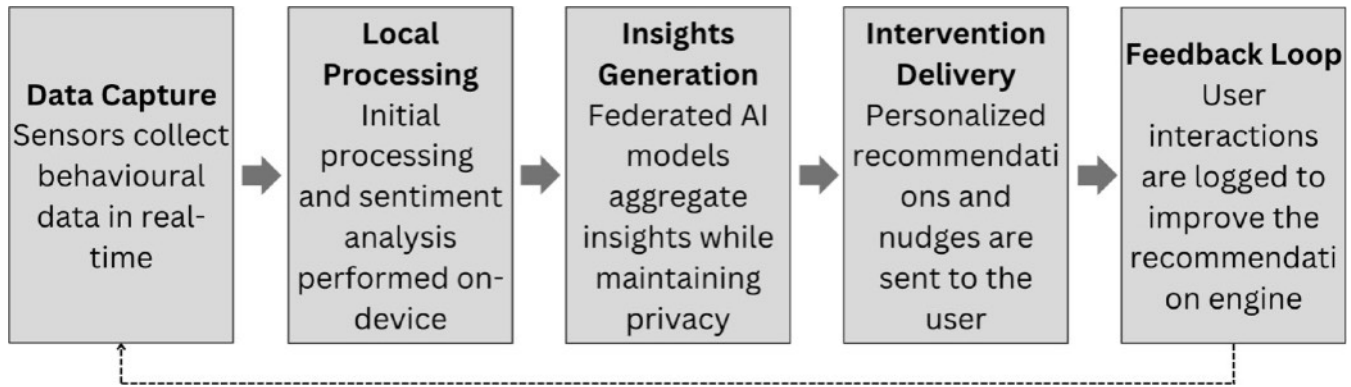 Data Capture
Sensors collect
behavioural
data in real-
time
Local
Processing
Initial
processing
and sentiment
analysis
performed on-
device
Insights
Generation
Federated AI
models
aggregate
insights while
maintaining
privacy
Intervention
Delivery
Personalized
recommendati
ons and
nudges are
sent to the
user
Feedback Loop
User
interactions
are logged to
improve the
recommendati
on engine